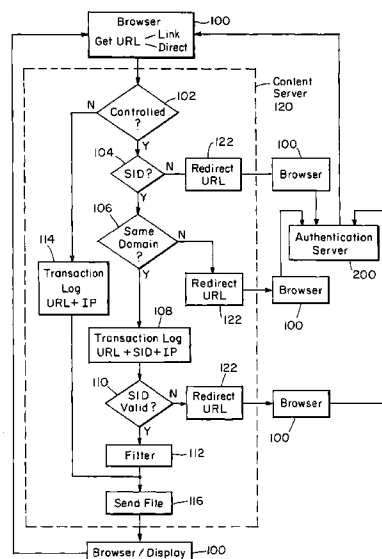 Browser
Get URL
Link
Direct
100
Content
Server
120
Controlled
?
102
N
Y
104
SID?
N
122
Redirect
URL
100
Browser
Y
106
Same
Domain
?
N
Y
Authentication
Server
200
114
Transaction
Log
URL + IP
Redirect
URL
122
Browser
100
108
Transaction Log
URL + SID + IP
110
SID
Valid?
N
122
Redirect
URL
Browser
100
Y
Filter
112
Send File
116
Browser / Display
100